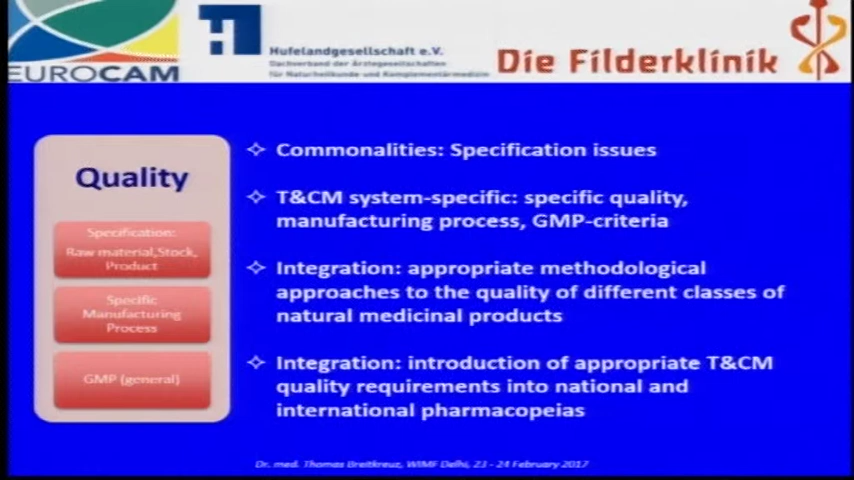 EUROCAM
Hufelandgesellschaft e.V.
Dachverband der Ärztegesellschaften
für Naturheilkunde und Komplementärmedizin
Die Filderklinik
Quality
Specification:
Raw material,Stock,
Product
Specific
Manufacturing
Process
GMP (general)
Commonalities: Specification issues
T&CM system-specific: specific quality,
manufacturing process, GMP-criteria
Integration: appropriate methodological
approaches to the quality of different classes of
natural medicinal products
Integration: introduction of appropriate T&CM
quality requirements into national and
international pharmacopeias
Dr. med. Thomas Breitkreuz, WIMF Delhi, 23 - 24 February 2017